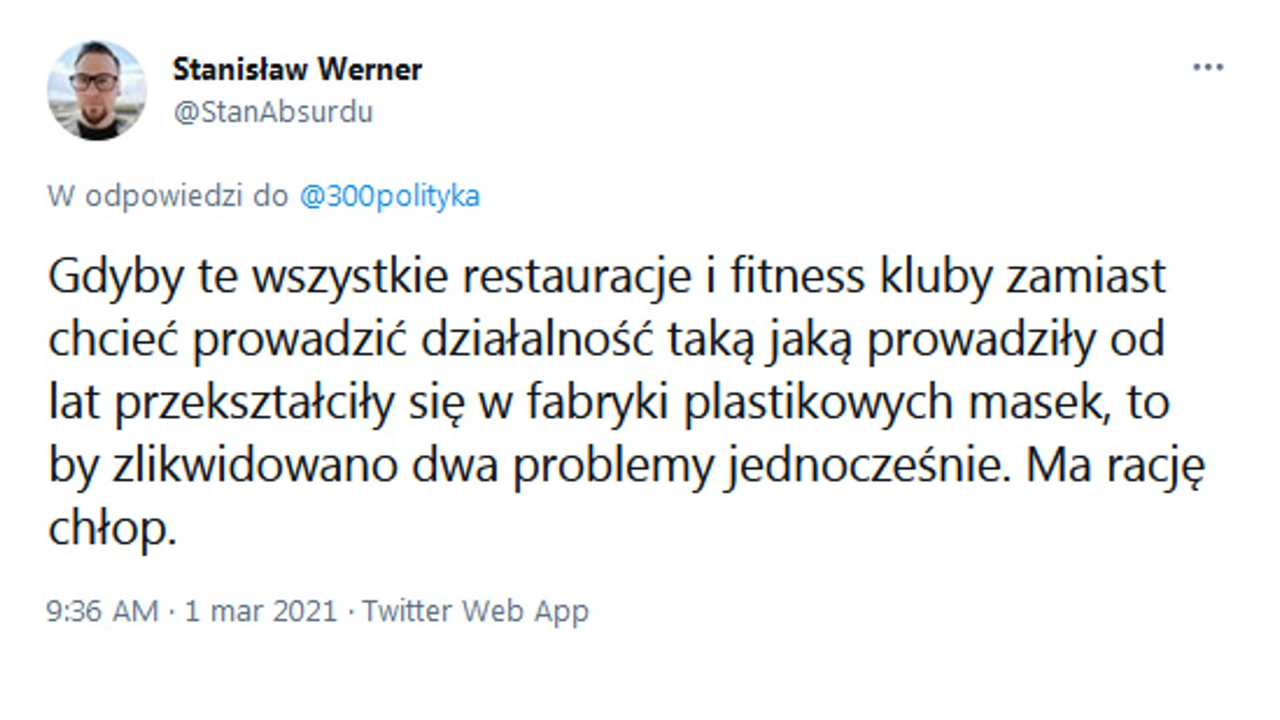 Stanisław Werner
@StanAbsurdu
W odpowiedzi do @300polityka
Gdyby te wszystkie restauracje i fitness kluby zamiast
chcieć prowadzić działalność taką jaką prowadziły od
lat przekształciły się w fabryki plastikowych masek, to
by zlikwidowano dwa problemy jednocześnie. Ma rację
chłop.
9:36 AM · 1 mar 2021 · Twitter Web App